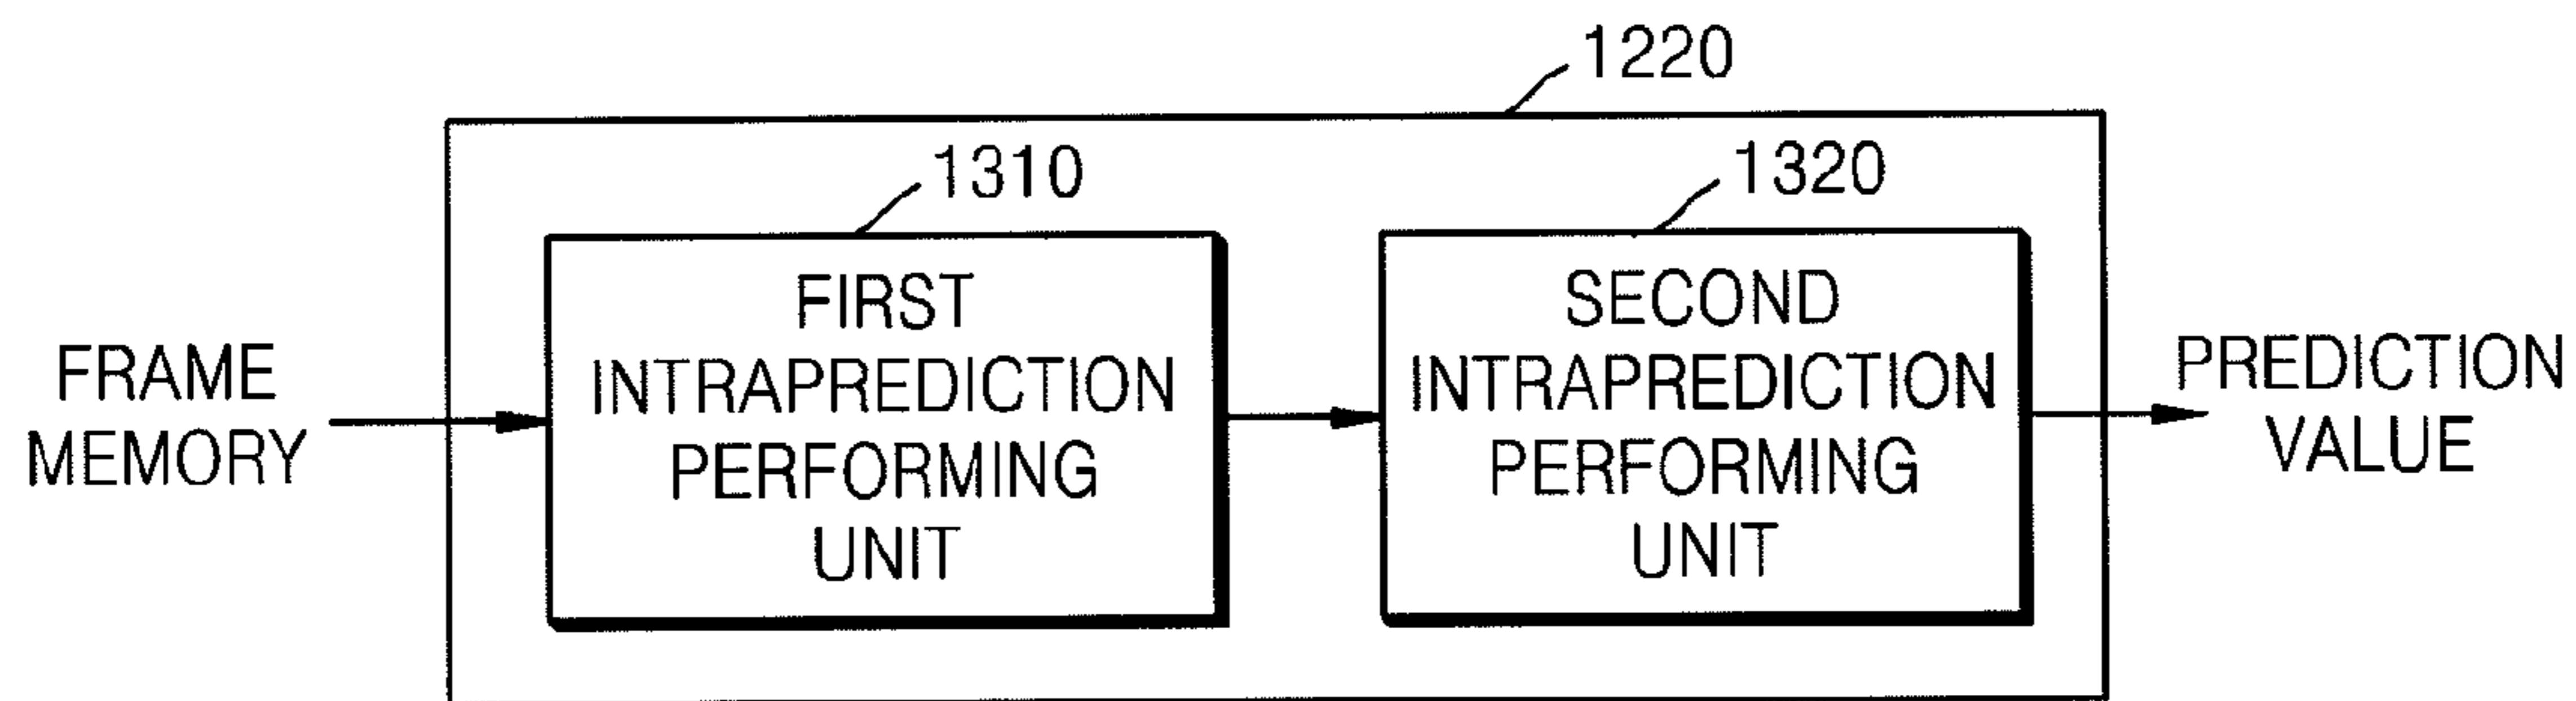 1220
1310
1320
FRAME
MEMORY
FIRST
INTRAPREDICTION
PERFORMING
UNIT
SECOND
INTRAPREDICTION
PERFORMING
UNIT
PREDICTION
VALUE